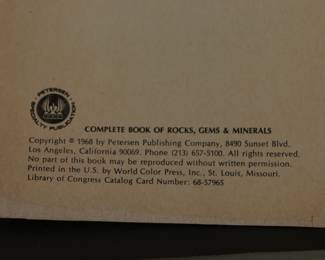 PETERSEN
SPECIALTY PUBLICATIONS
COMPLETE BOOK OF ROCKS, GEMS & MINERALS
Copyright © 1968 by Petersen Publishing Company, 8490 Sunset Blvd.
Los Angeles, California 90069. Phone (213) 657-5100. All rights reserved.
No part of this book may be reproduced without written permission.
Printed in the U.S. by World Color Press, Inc., St. Louis, Missouri.
Library of Congress Catalog Card Number: 68-57965